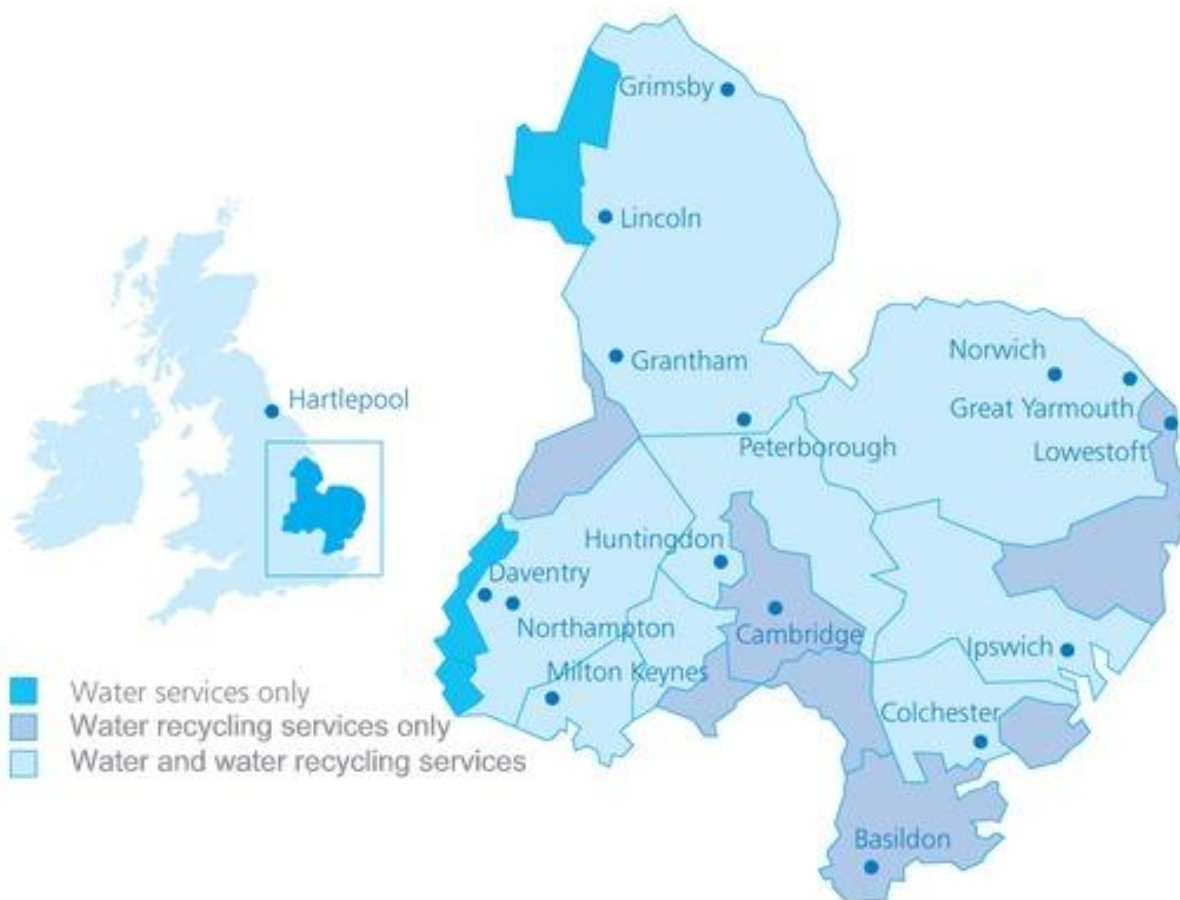 Grimsby
Lincoln
Grantham
Norwich
Hartlepool
Great Yarmouth
Peterborough
Lowestoft
Huntingdon
Daventry
Northampton
Cambridge
Ipswich
Milton Keynes
Water services only
Colchester
Water recycling services only
Water and water recycling services
Basildon